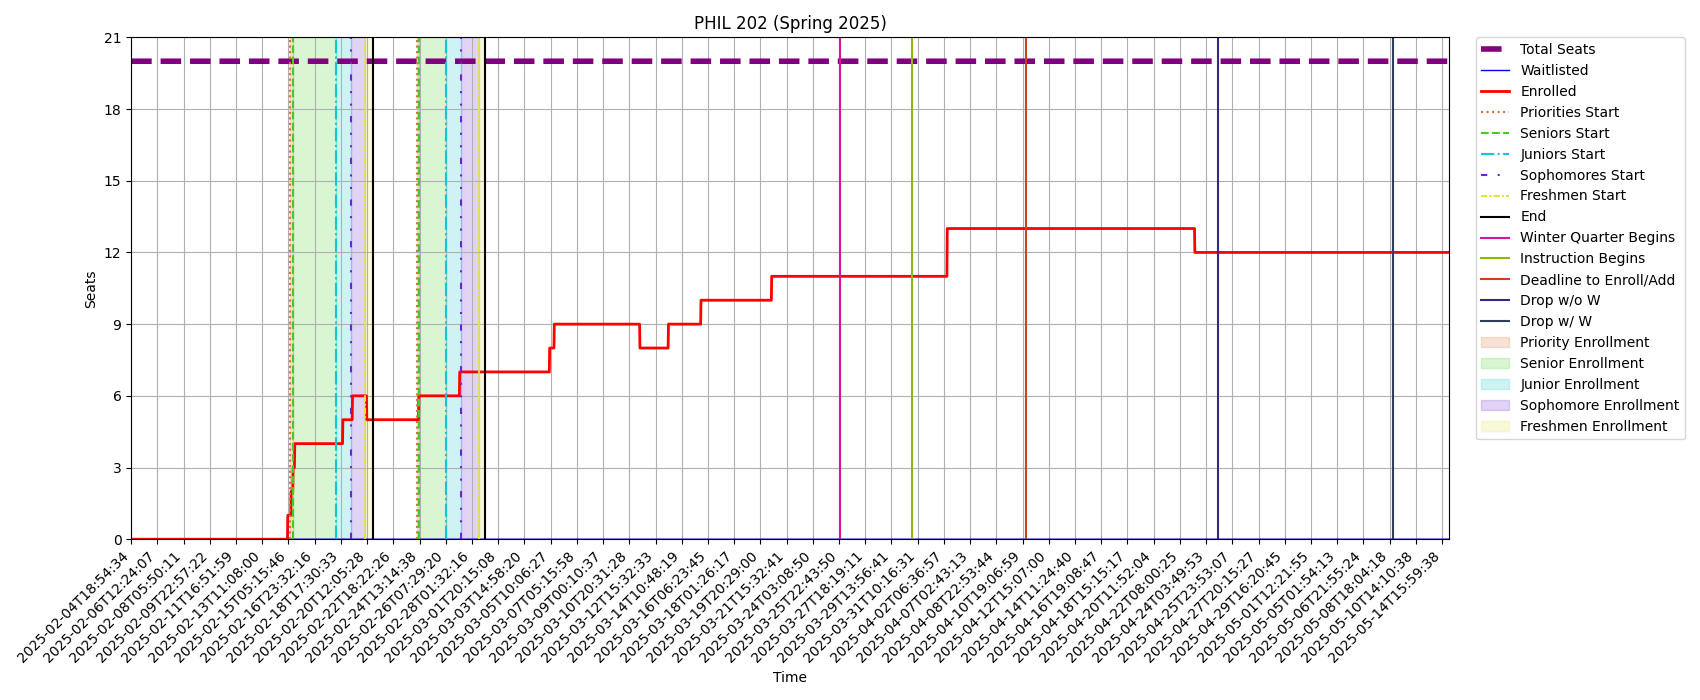 PHIL 202 (Spring 2025)
21
18
15
12
9
6
3
0
Seats
2025-02-04T18:54:34
2025-02-06T12:24:07
2025-02-08T05:50:11
2025-02-09T22:57:22
2025-02-11T16:51:59
2025-02-13T11:08:00
2025-02-15T05:15:46
2025-02-16T23:32:16
2025-02-18T17:30:33
2025-02-20T12:05:28
2025-02-22T18:22:26
2025-02-24T13:14:38
2025-02-26T07:29:20
2025-02-28T01:32:16
2025-03-01T20:15:08
2025-03-03T14:58:20
2025-03-05T10:06:27
2025-03-07T05:15:58
2025-03-09T00:10:37
2025-03-10T20:31:28
2025-03-12T15:32:33
2025-03-14T10:48:19
2025-03-16T06:23:45
2025-03-18T01:26:17
2025-03-19T20:29:00
2025-03-21T15:32:41
2025-03-24T03:08:50
2025-03-25T22:43:50
2025-03-27T18:19:11
2025-03-29T13:56:41
2025-03-31T10:16:31
2025-04-02T06:36:57
2025-04-07T02:43:13
2025-04-08T22:53:44
2025-04-10T19:06:59
2025-04-12T15:07:00
2025-04-14T11:24:40
2025-04-16T19:08:47
2025-04-18T15:15:17
2025-04-20T11:52:04
2025-04-22T08:00:25
2025-04-24T03:49:53
2025-04-25T23:53:07
2025-04-27T20:15:27
2025-04-29T16:20:45
2025-05-01T12:21:55
2025-05-05T01:54:13
2025-05-06T21:55:24
2025-05-08T18:04:18
2025-05-10T14:10:38
2025-05-14T15:59:38
Time
Total Seats
Waitlisted
Enrolled
Priorities Start
Seniors Start
Juniors Start
Sophomores Start
Freshmen Start
End
Winter Quarter Begins
Instruction Begins
Deadline to Enroll/Add
Drop w/o W
Drop w/ W
Priority Enrollment
Senior Enrollment
Junior Enrollment
Sophomore Enrollment
Freshmen Enrollment